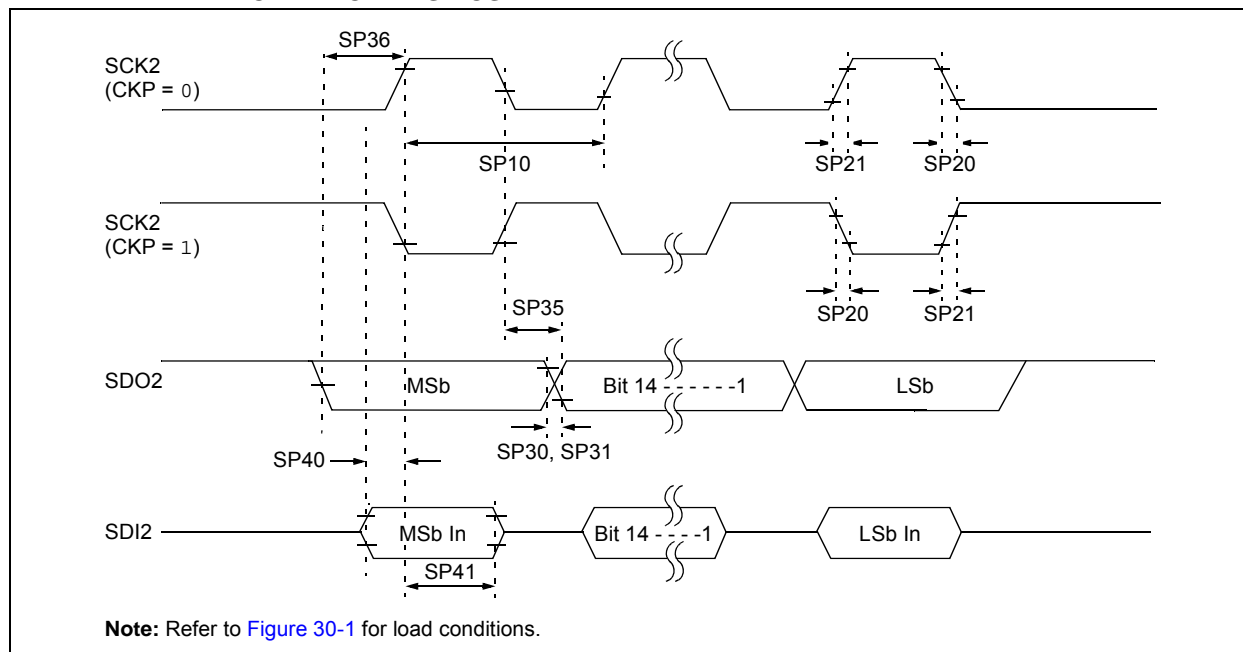 SP36
SCK2
(CKP = 0)
SP10
SP21
SP20
SCK2
(CKP = 1)
SP35
SP20
SP21
SDO2
MSb
Bit 14 - - - - - - -1
LSb
SP30, SP31
SP40
SDI2
MSb In
Bit 14 - - - -1
LSb In
SP41
Note: Refer to Figure 30-1 for load conditions.